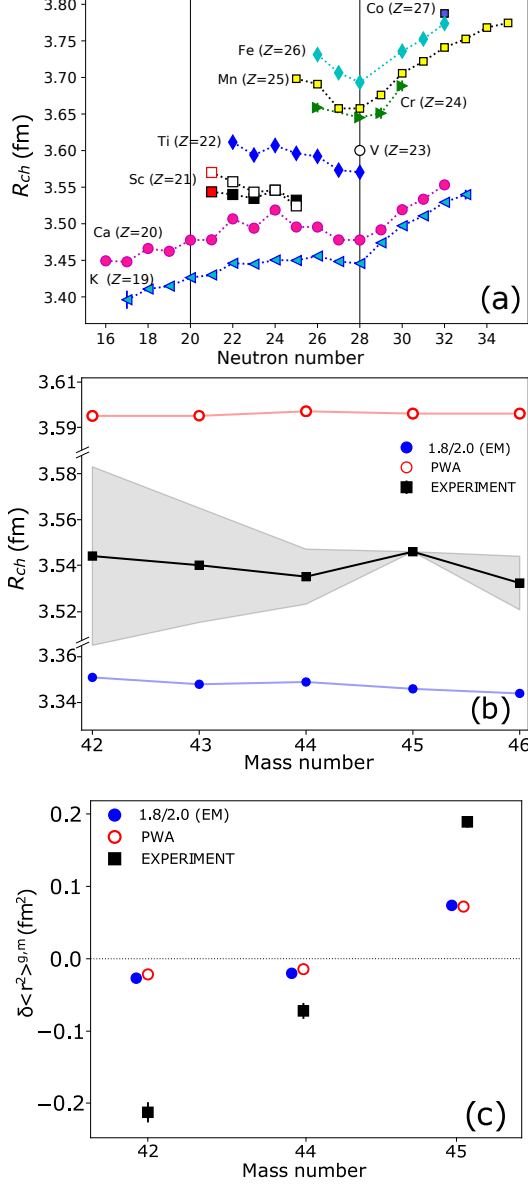 3.80
3.75
3.70
3.65
3.60
3.55
3.50
3.45
3.40
R_ch (fm)
Co (Z=27)
Fe (Z=26)
Mn (Z=25)
Cr (Z=24)
Ti (Z=22)
V (Z=23)
Sc (Z=21)
Ca (Z=20)
K (Z=19)
(a)
16 18 20 22 24 26 28 30 32 34
Neutron number
3.61
3.59
3.58
3.56
3.54
3.52
3.36
3.34
R_ch (fm)
1.8/2.0 (EM)
PWA
EXPERIMENT
(b)
42 43 44 45 46
Mass number
0.2
0.1
0.0
−0.1
−0.2
δ<r²>^g,m (fm²)
1.8/2.0 (EM)
PWA
EXPERIMENT
(c)
42 44 45
Mass number